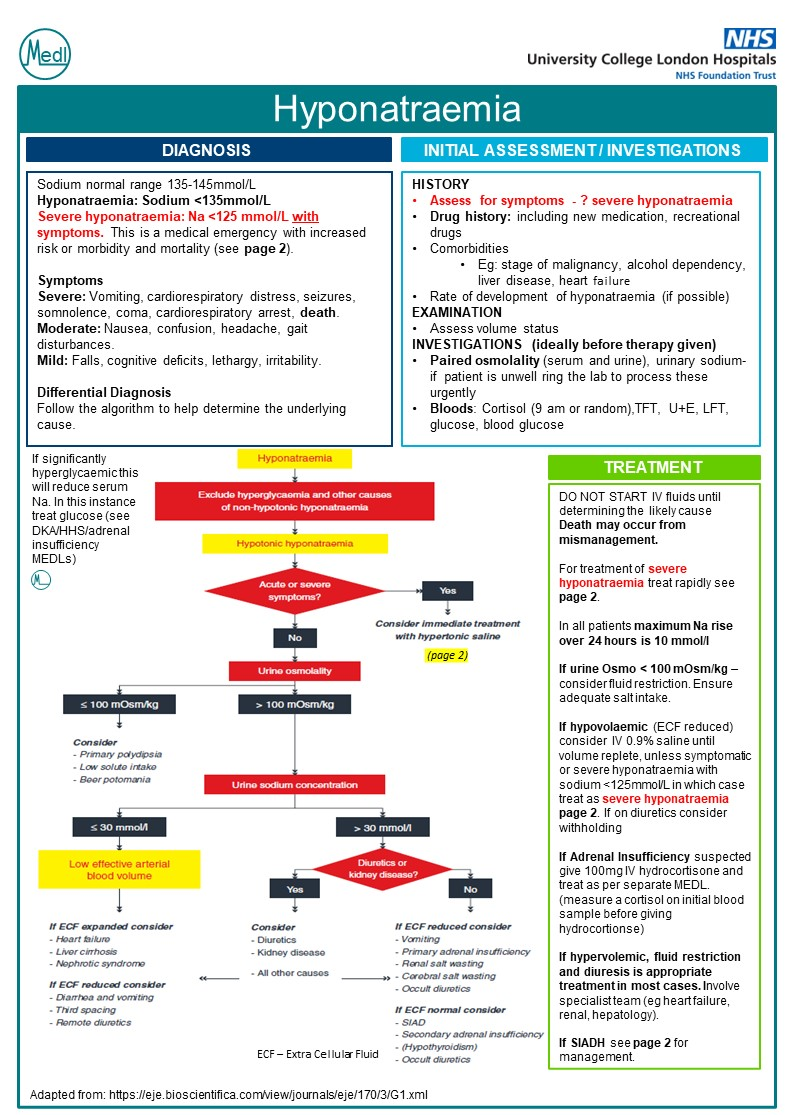 Medl
NHS
University College London Hospitals
NHS Foundation Trust
Hyponatraemia
DIAGNOSIS
Sodium normal range 135-145mmol/L
Hyponatraemia: Sodium <135mmol/L
Severe hyponatraemia: Na <125 mmol/L with
symptoms. This is a medical emergency with increased
risk or morbidity and mortality (see page 2).
Symptoms
Severe: Vomiting, cardiorespiratory distress, seizures,
somnolence, coma, cardiorespiratory arrest, death.
Moderate: Nausea, confusion, headache, gait
disturbances.
Mild: Falls, cognitive deficits, lethargy, irritability.
Differential Diagnosis
Follow the algorithm to help determine the underlying
cause.
INITIAL ASSESSMENT / INVESTIGATIONS
HISTORY
• Assess for symptoms - ? severe hyponatraemia
• Drug history: including new medication, recreational
drugs
• Comorbidities
• Eg: stage of malignancy, alcohol dependency,
liver disease, heart failure
• Rate of development of hyponatraemia (if possible)
EXAMINATION
• Assess volume status
INVESTIGATIONS (ideally before therapy given)
• Paired osmolality (serum and urine), urinary sodium-
if patient is unwell ring the lab to process these
urgently
• Bloods: Cortisol (9 am or random),TFT, U+E, LFT,
glucose, blood glucose
If significantly
hyperglycaemic this
will reduce serum
Na. In this instance
treat glucose (see
DKA/HHS/adrenal
insufficiency
MEDLs)
Hyponatraemia
Exclude hyperglycaemia and other causes
of non-hypotonic hyponatraemia
Hypotonic hyponatraemia
Acute or severe
symptoms?
Yes
Consider immediate treatment
with hypertonic saline
(page 2)
No
Urine osmolality
≤ 100 mOsm/kg
> 100 mOsm/kg
Consider
- Primary polydipsia
- Low solute intake
- Beer potomania
Urine sodium concentration
≤ 30 mmol/l
> 30 mmol/l
Low effective arterial
blood volume
Diuretics or
kidney disease?
Yes
No
If ECF expanded consider
- Heart failure
- Liver cirrhosis
- Nephrotic syndrome
If ECF reduced consider
- Diarrhea and vomiting
- Third spacing
- Remote diuretics
Consider
- Diuretics
- Kidney disease
- All other causes
If ECF reduced consider
- Vomiting
- Primary adrenal insufficiency
- Renal salt wasting
- Cerebral salt wasting
- Occult diuretics
If ECF normal consider
- SIAD
- Secondary adrenal insufficiency
- (Hypothyroidism)
- Occult diuretics
ECF – Extra Cellular Fluid
TREATMENT
DO NOT START IV fluids until
determining the likely cause
Death may occur from
mismanagement.
For treatment of severe
hyponatraemia treat rapidly see
page 2.
In all patients maximum Na rise
over 24 hours is 10 mmol/l
If urine Osmo < 100 mOsm/kg –
consider fluid restriction. Ensure
adequate salt intake.
If hypovolaemic (ECF reduced)
consider IV 0.9% saline until
volume replete, unless symptomatic
or severe hyponatraemia with
sodium <125mmol/L in which case
treat as severe hyponatraemia
page 2. If on diuretics consider
withholding
If Adrenal Insufficiency suspected
give 100mg IV hydrocortisone and
treat as per separate MEDL.
(measure a cortisol on initial blood
sample before giving
hydrocortionse)
If hypervolemic, fluid restriction
and diuresis is appropriate
treatment in most cases. Involve
specialist team (eg heart failure,
renal, hepatology).
If SIADH see page 2 for
management.
Adapted from: https://eje.bioscientifica.com/view/journals/eje/170/3/G1.xml